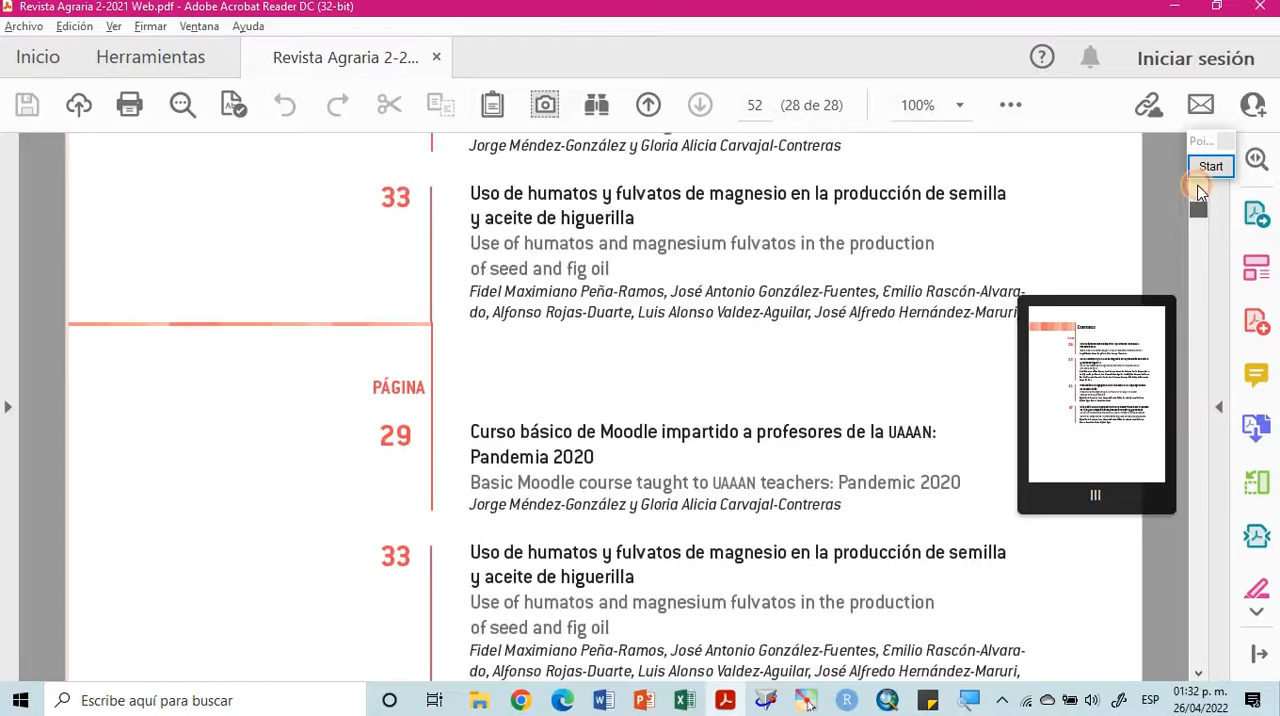 Revista Agraria 2-2021 Web.pdf - Adobe Acrobat Reader DC (32-bit)
Archivo Edición Ver Firmar Ventana Ayuda
Inicio Herramientas Revista Agraria 2-2... × Iniciar sesión
52 (28 de 28) 100%
Jorge Méndez-González y Gloria Alicia Carvajal-Contreras
Poi...
Start
33 Uso de humatos y fulvatos de magnesio en la producción de semilla
y aceite de higuerilla
Use of humatos and magnesium fulvatos in the production
of seed and fig oil
Fidel Maximiano Peña-Ramos, José Antonio González-Fuentes, Emilio Rascón-Alvara-
do, Alfonso Rojas-Duarte, Luis Alonso Valdez-Aguilar, José Alfredo Hernández-Maruri,
PÁGINA
29 Curso básico de Moodle impartido a profesores de la UAAAN:
Pandemia 2020
Basic Moodle course taught to UAAAN teachers: Pandemic 2020
Jorge Méndez-González y Gloria Alicia Carvajal-Contreras
III
33 Uso de humatos y fulvatos de magnesio en la producción de semilla
y aceite de higuerilla
Use of humatos and magnesium fulvatos in the production
of seed and fig oil
Fidel Maximiano Peña-Ramos, José Antonio González-Fuentes, Emilio Rascón-Alvara-
do, Alfonso Rojas-Duarte, Luis Alonso Valdez-Aguilar, José Alfredo Hernández-Maruri,
Escribe aquí para buscar
ESP
01:32 p. m.
26/04/2022